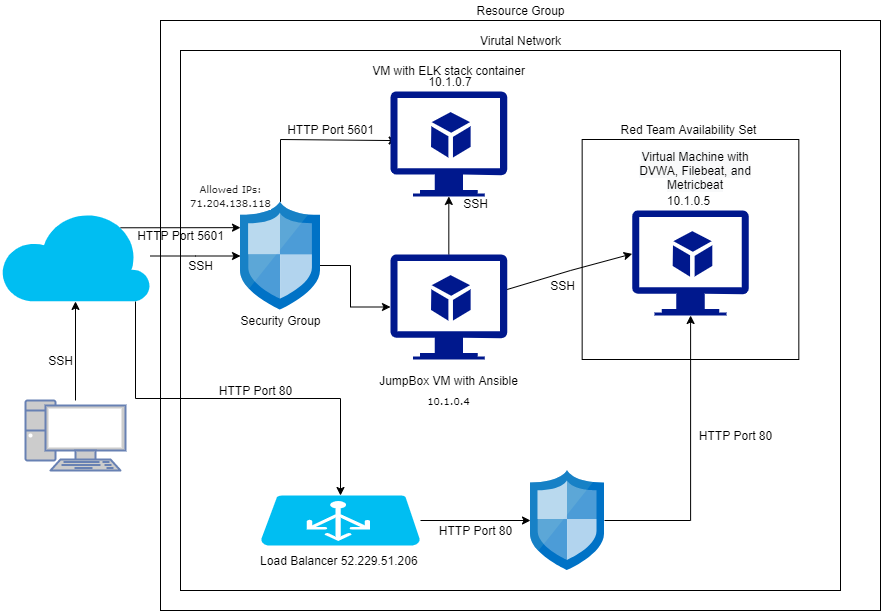 Resource Group
Virutal Network
VM with ELK stack container
10.1.0.7
HTTP Port 5601
Red Team Availability Set
Virtual Machine with
DVWA, Filebeat, and
Metricbeat
10.1.0.5
Allowed IPs:
71.204.138.118
SSH
HTTP Port 5601
SSH
SSH
Security Group
SSH
JumpBox VM with Ansible
10.1.0.4
HTTP Port 80
HTTP Port 80
HTTP Port 80
Load Balancer 52.229.51.206